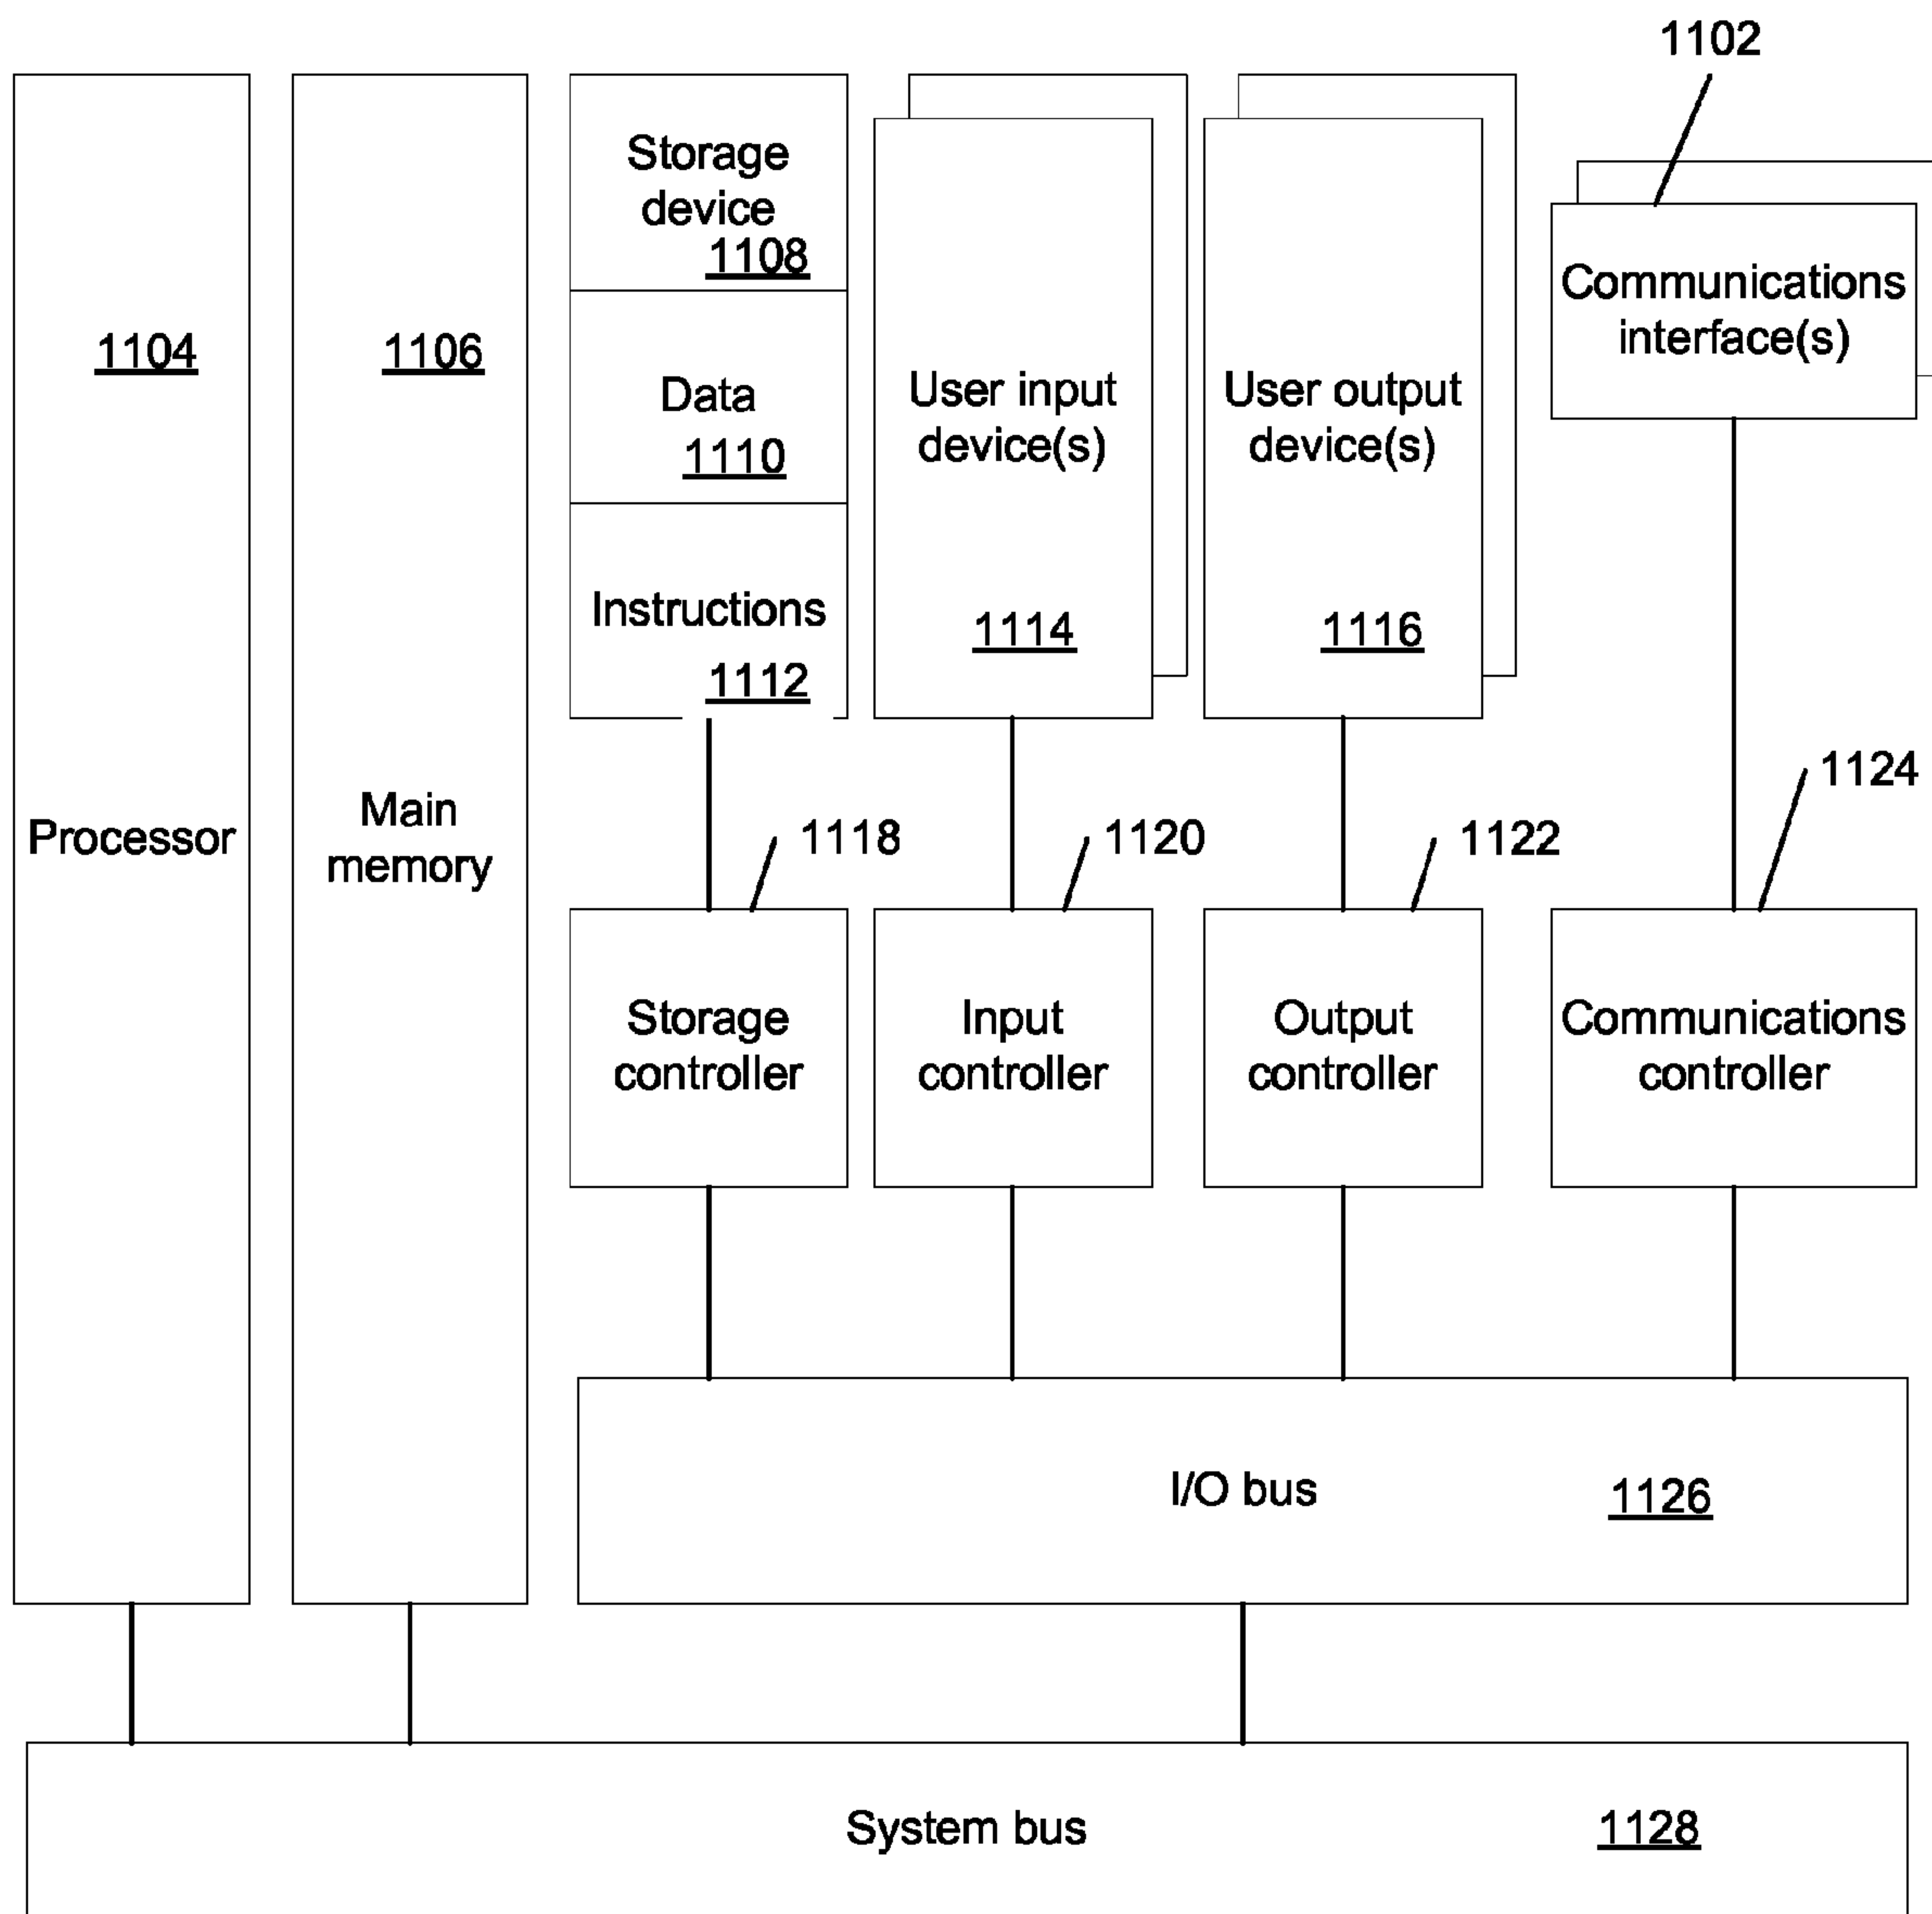 1102
Storage
device
1108
Communications
interface(s)
1104
1106
Data
1110
User input
device(s)
User output
device(s)
Instructions
1112
1114
1116
1124
Processor
Main
memory
1118
1120
1122
Storage
controller
Input
controller
Output
controller
Communications
controller
I/O bus
1126
System bus
1128